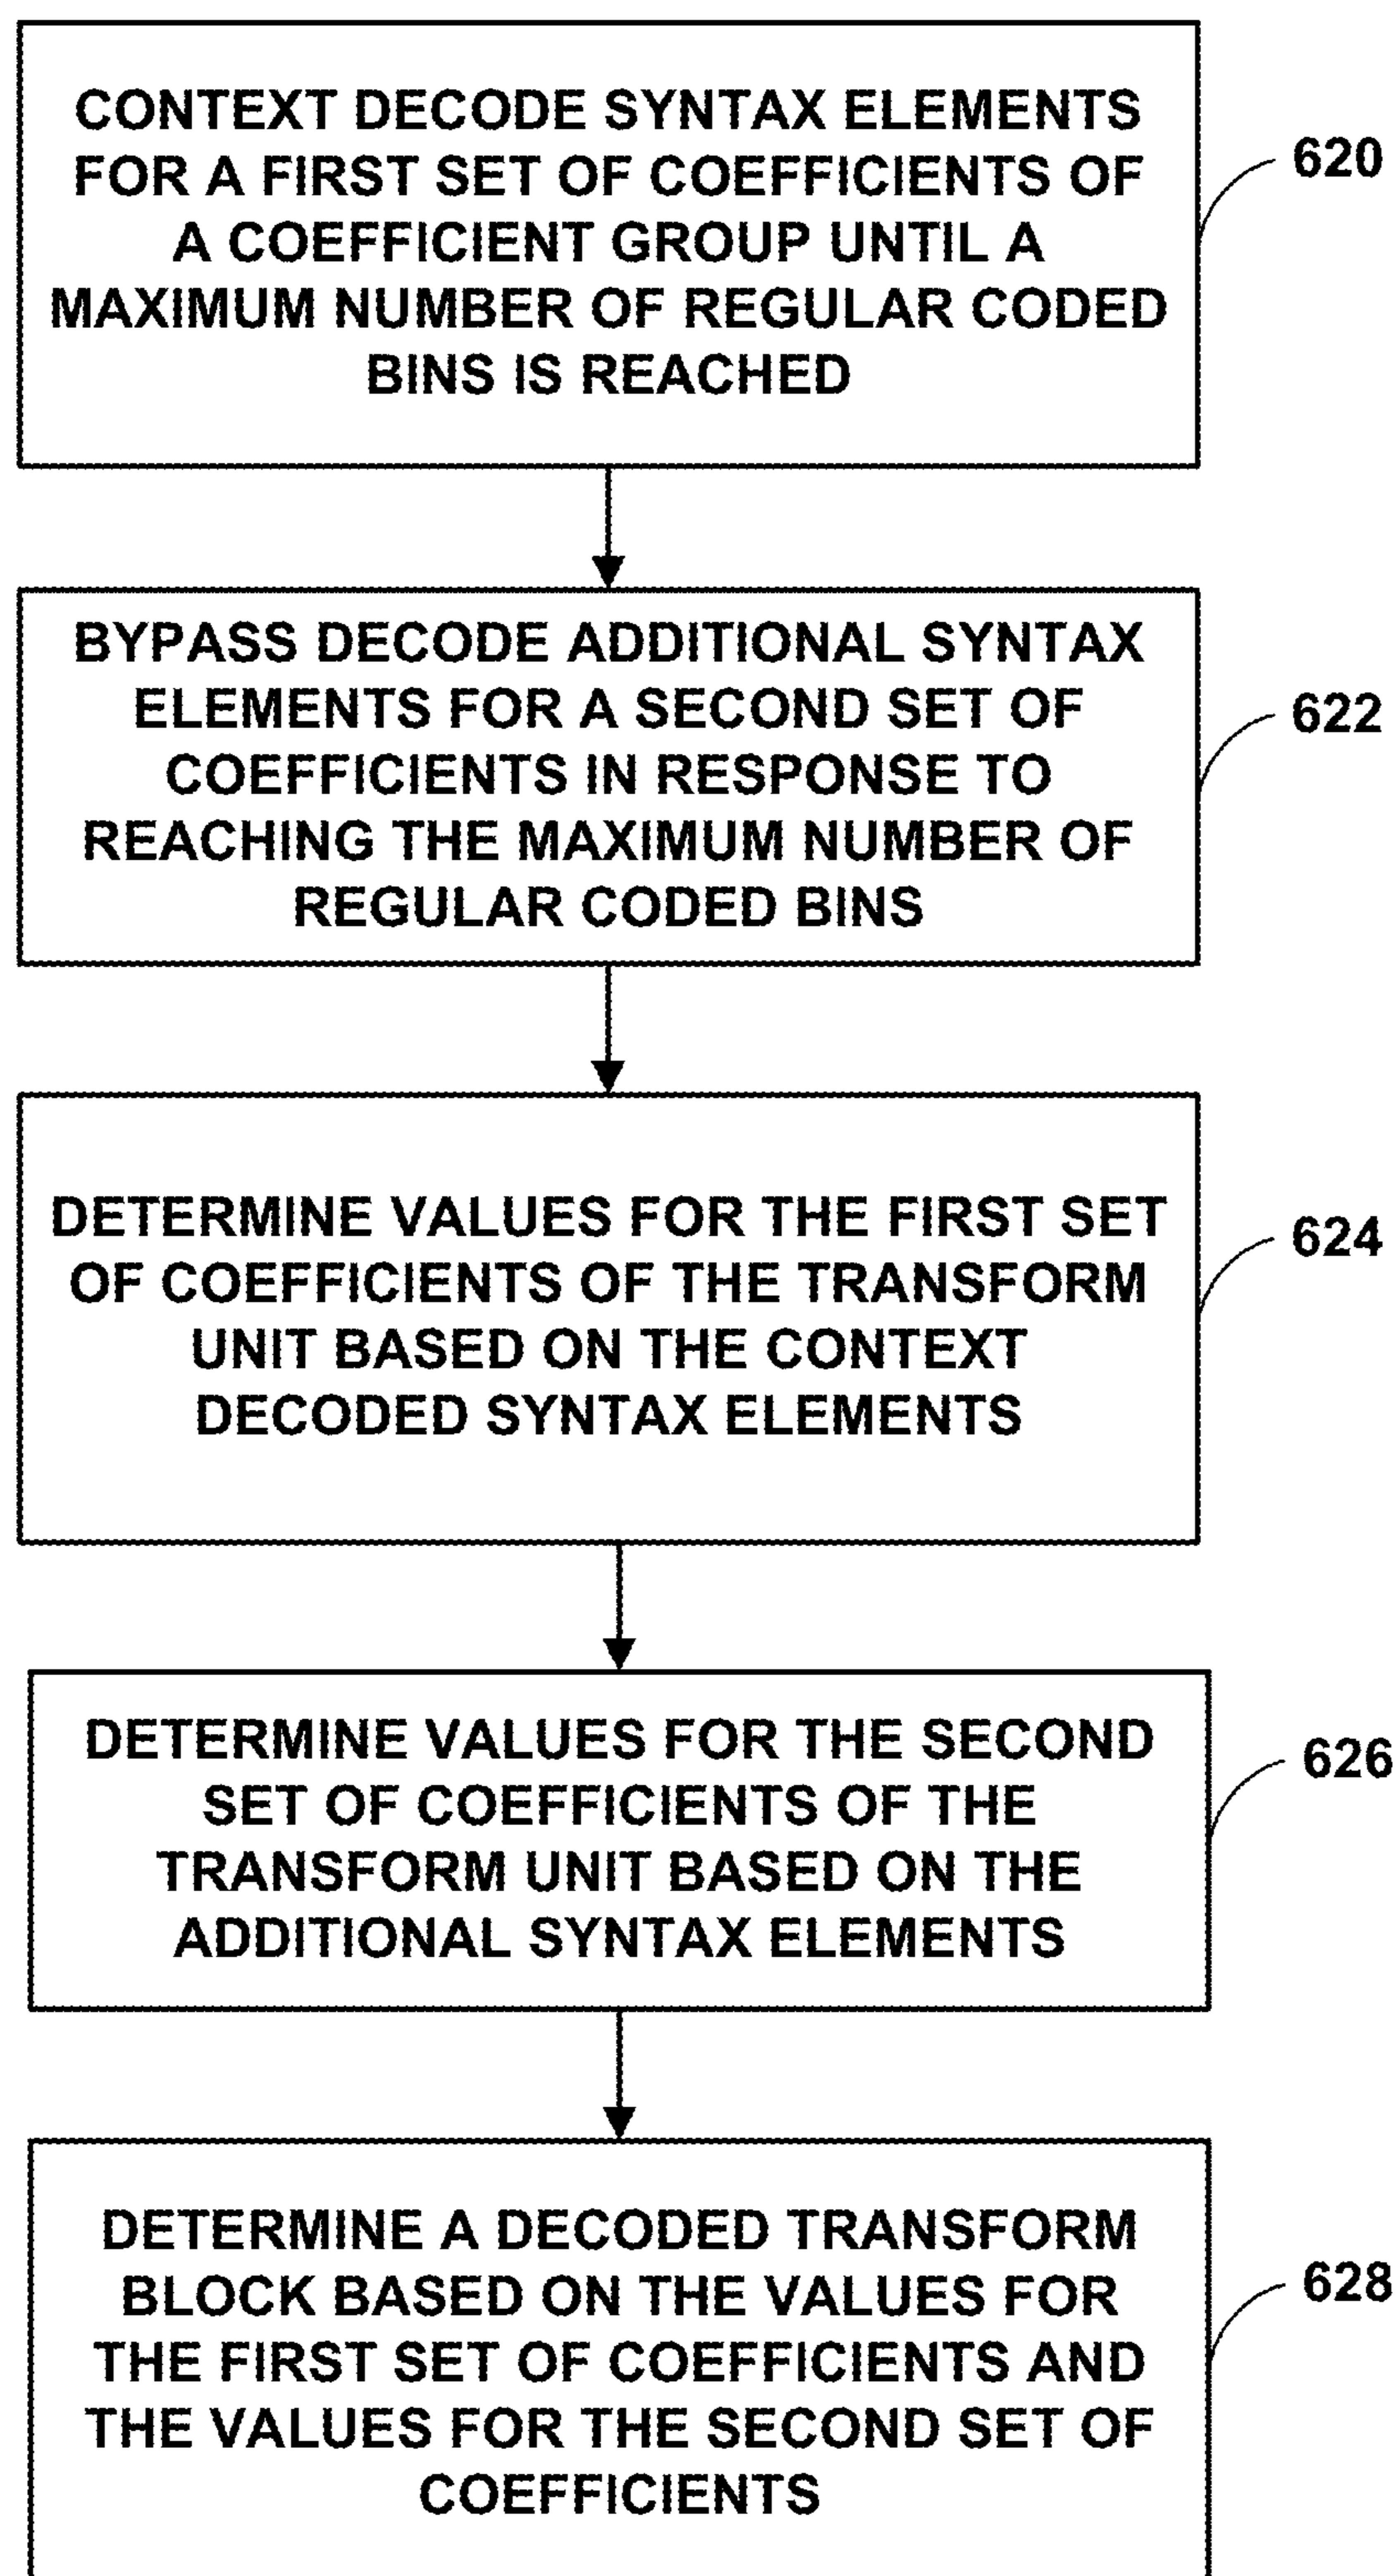 CONTEXT DECODE SYNTAX ELEMENTS
FOR A FIRST SET OF COEFFICIENTS OF
A COEFFICIENT GROUP UNTIL A
MAXIMUM NUMBER OF REGULAR CODED
BINS IS REACHED
620
BYPASS DECODE ADDITIONAL SYNTAX
ELEMENTS FOR A SECOND SET OF
COEFFICIENTS IN RESPONSE TO
REACHING THE MAXIMUM NUMBER OF
REGULAR CODED BINS
622
DETERMINE VALUES FOR THE FIRST SET
OF COEFFICIENTS OF THE TRANSFORM
UNIT BASED ON THE CONTEXT
DECODED SYNTAX ELEMENTS
624
DETERMINE VALUES FOR THE SECOND
SET OF COEFFICIENTS OF THE
TRANSFORM UNIT BASED ON THE
ADDITIONAL SYNTAX ELEMENTS
626
DETERMINE A DECODED TRANSFORM
BLOCK BASED ON THE VALUES FOR
THE FIRST SET OF COEFFICIENTS AND
THE VALUES FOR THE SECOND SET OF
COEFFICIENTS
628